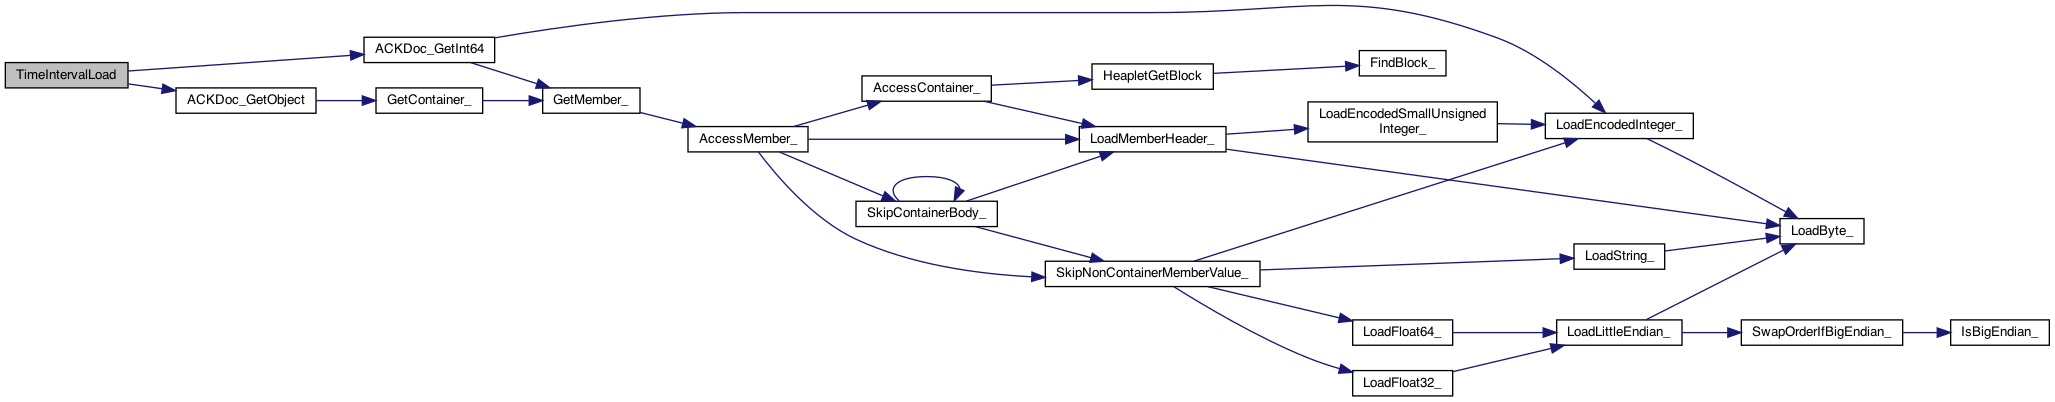 TimeIntervalLoad
ACKDoc_GetInt64
ACKDoc_GetObject
GetContainer_
GetMember_
AccessMember_
AccessContainer_
HeapletGetBlock
FindBlock_
LoadMemberHeader_
LoadEncodedSmallUnsigned
Integer_
LoadEncodedInteger_
SkipContainerBody_
SkipNonContainerMemberValue_
LoadString_
LoadByte_
LoadFloat64_
LoadLittleEndian_
SwapOrderIfBigEndian_
IsBigEndian_
LoadFloat32_